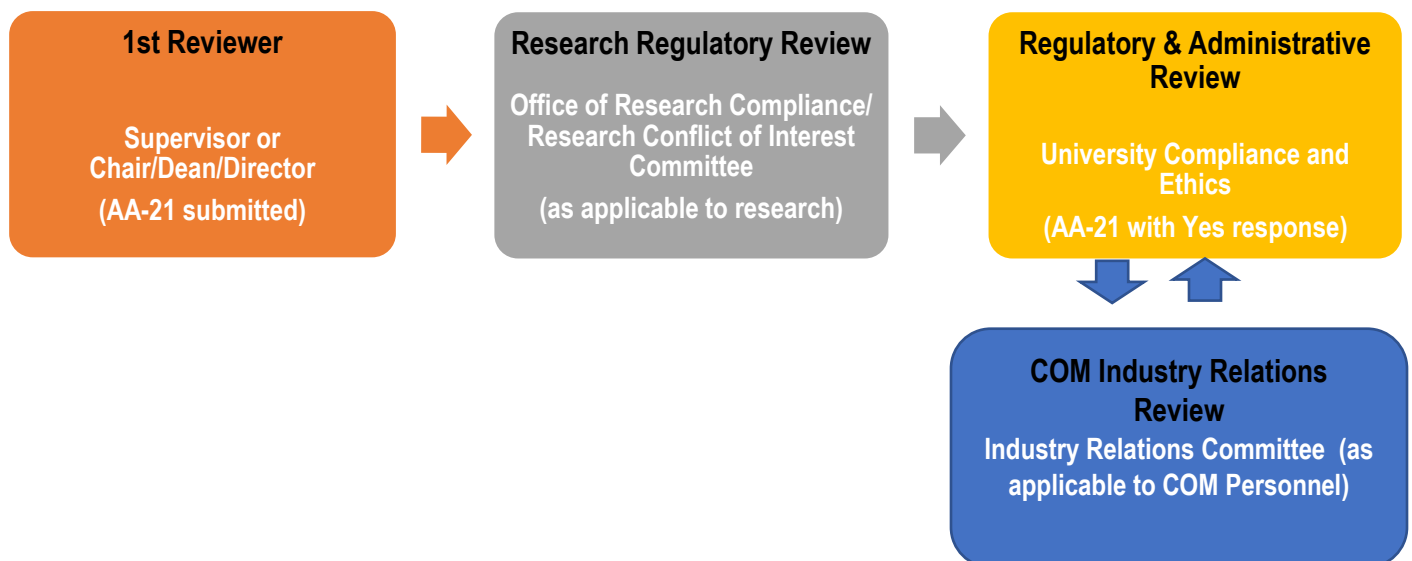 1st Reviewer
Supervisor or
Chair/Dean/Director
(AA-21 submitted)
Research Regulatory Review
Office of Research Compliance/
Research Conflict of Interest
Committee
(as applicable to research)
Regulatory & Administrative
Review
University Compliance and
Ethics
(AA-21 with Yes response)
COM Industry Relations
Review
Industry Relations Committee (as
applicable to COM Personnel)